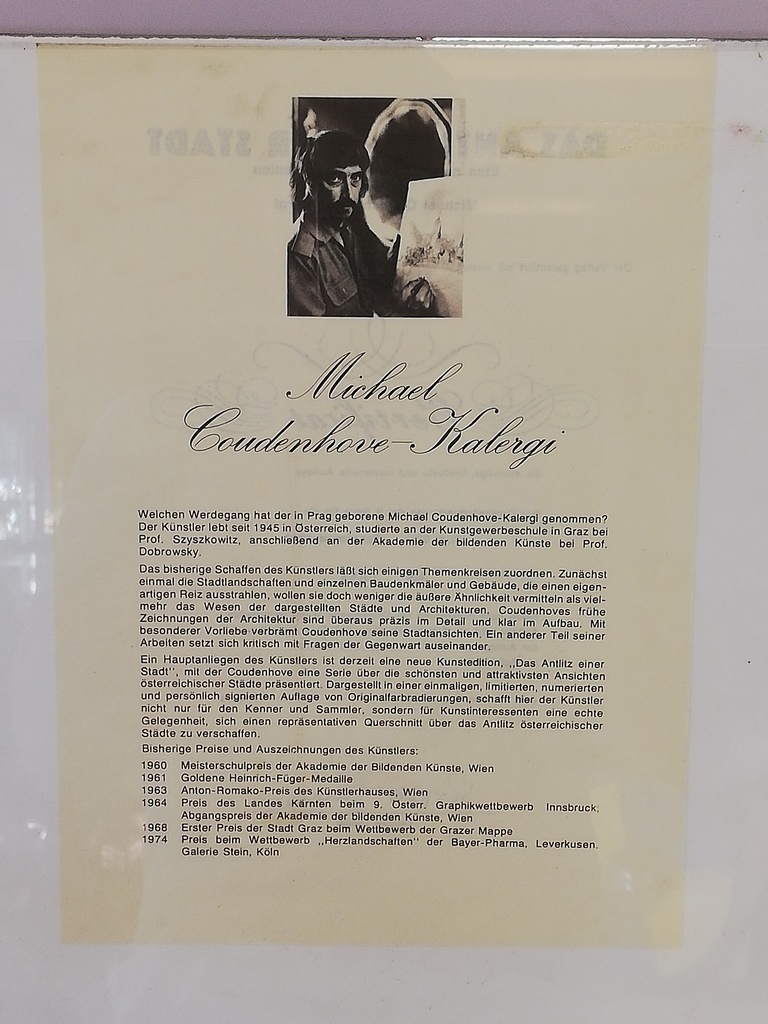 Michael
Coudenhove-Kalergi
Welchen Werdegang hat der in Prag geborene Michael Coudenhove-Kalergi genommen?
Der Künstler lebt seit 1945 in Österreich, studierte an der Kunstgewerbeschule in Graz bei
Prof. Szyszkowitz, anschließend an der Akademie der bildenden Künste bei Prof.
Dobrowsky.
Das bisherige Schaffen des Künstlers läßt sich einigen Themenkreisen zuordnen. Zunächst
einmal die Stadtlandschaften und einzelnen Baudenkmäler und Gebäude, die einen eigen-
artigen Reiz ausstrahlen, wollen sie doch weniger die äußere Ähnlichkeit vermitteln als viel-
mehr das Wesen der dargestellten Städte und Architekturen. Coudenhoves frühe
Zeichnungen der Architektur sind überaus präzis im Detail und klar im Aufbau. Mit
besonderer Vorliebe verbrämt Coudenhove seine Stadtansichten. Ein anderer Teil seiner
Arbeiten setzt sich kritisch mit Fragen der Gegenwart auseinander.
Ein Hauptanliegen des Künstlers ist derzeit eine neue Kunstedition, ,,Das Antlitz einer
Stadt'', mit der Coudenhove eine Serie über die schönsten und attraktivsten Ansichten
österreichischer Städte präsentiert. Dargestellt in einer einmaligen, limitierten, numerierten
und persönlich signierten Auflage von Originalfarbradierungen, schafft hier der Künstler
nicht nur für den Kenner und Sammler, sondern für Kunstinteressenten eine echte
Gelegenheit, sich einen repräsentativen Querschnitt über das Antlitz österreichischer
Städte zu verschaffen.
Bisherige Preise und Auszeichnungen des Künstlers:
1960 Meisterschulpreis der Akademie der Bildenden Künste, Wien
1961 Goldene Heinrich-Füger-Medaille
1963 Anton-Romako-Preis des Künstlerhauses, Wien
1964 Preis des Landes Kärnten beim 9. Österr. Graphikwettbewerb Innsbruck;
Abgangspreis der Akademie der bildenden Künste, Wien
1968 Erster Preis der Stadt Graz beim Wettbewerb der Grazer Mappe
1974 Preis beim Wettbewerb ,,Herzlandschaften'' der Bayer-Pharma, Leverkusen.
Galerie Stein, Köln